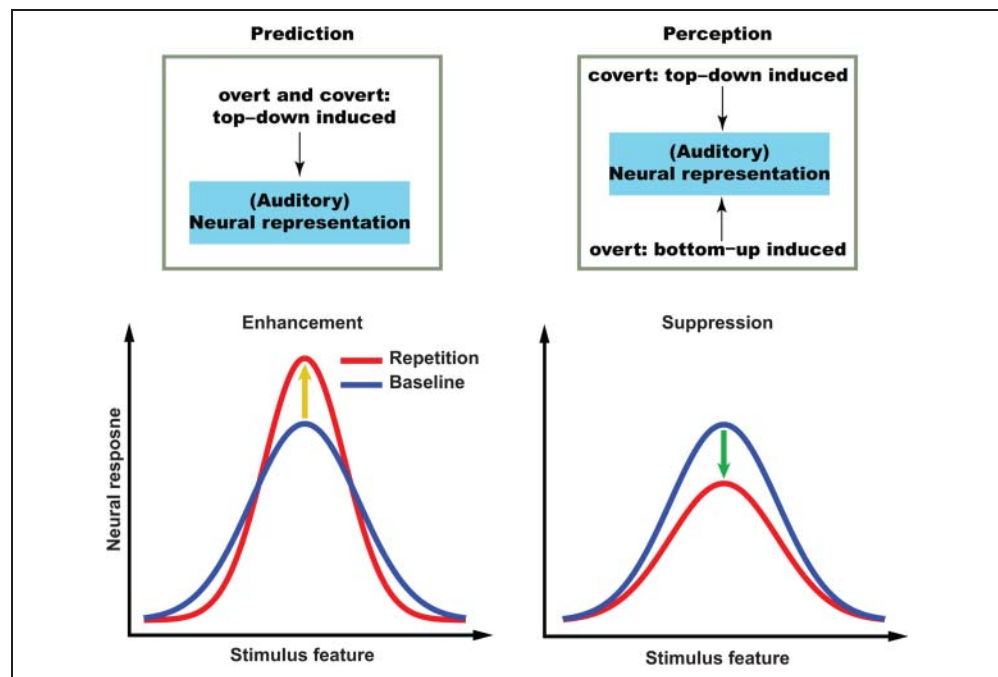 Prediction
overt and covert:
top-down induced
(Auditory)
Neural representation
Perception
covert: top-down induced
(Auditory)
Neural representation
overt: bottom-up induced
Enhancement
Repetition
Baseline
Neural resposne
Stimulus feature
Suppression
Stimulus feature